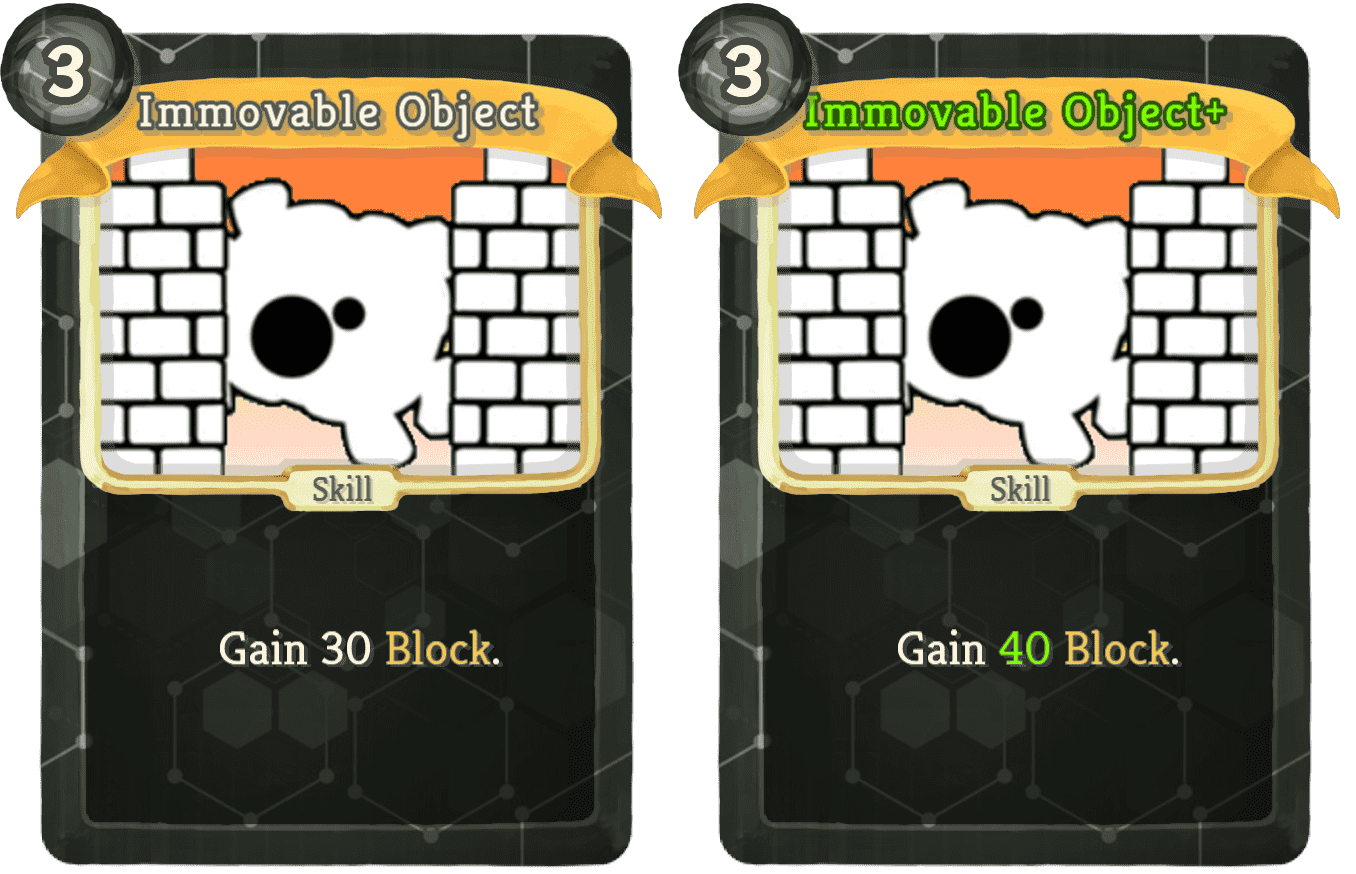 3
Immovable Object
Skill
Gain 30 Block.
3
Immovable Object+
Skill
Gain 40 Block.